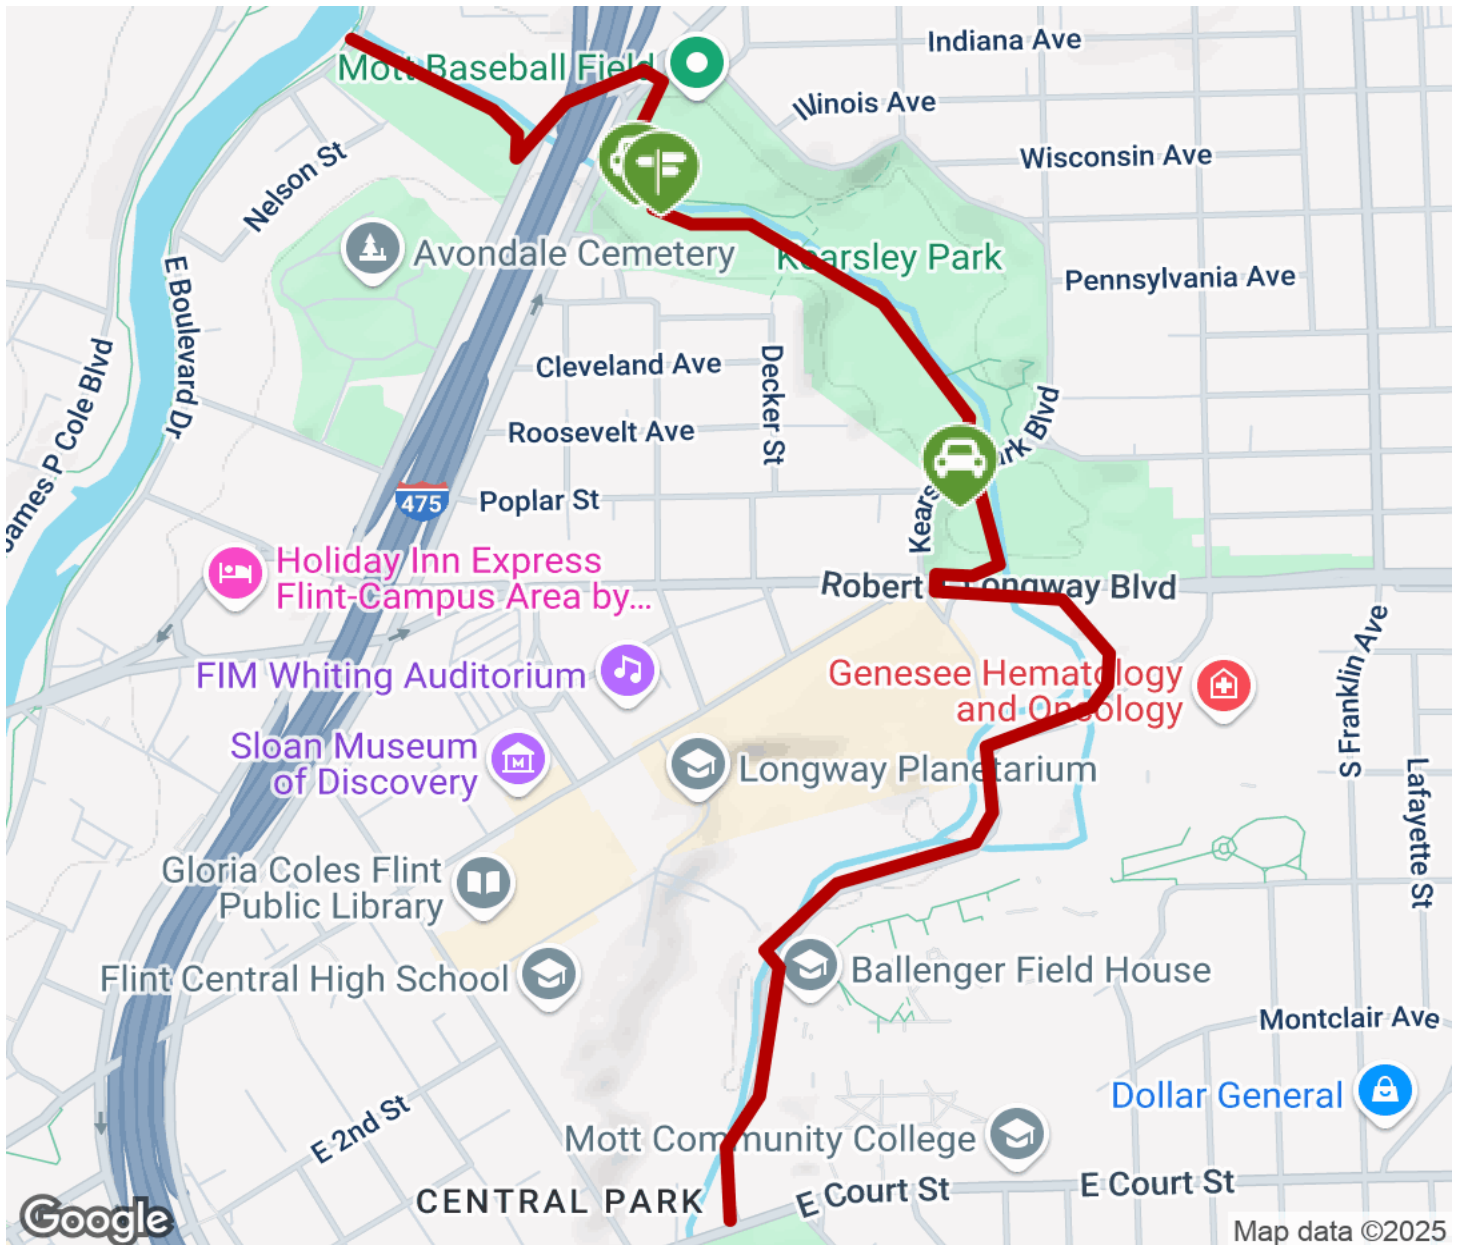 Indiana Ave
Mott Baseball Field
Illinois Ave
Wisconsin Ave
Nelson St
Avondale Cemetery
Kearsley Park
Pennsylvania Ave
E Boulevard Dr
James P Cole Blvd
Cleveland Ave
Decker St
Roosevelt Ave
Poplar St
475
Holiday Inn Express
Flint-Campus Area by...
Robert
Longway Blvd
FIM Whiting Auditorium
Genesee Hematology
and Oncology
S Franklin Ave
Sloan Museum
of Discovery
Longway Planetarium
Lafayette St
Gloria Coles Flint
Public Library
Flint Central High School
Ballenger Field House
Montclair Ave
Dollar General
E 2nd St
Mott Community College
CENTRAL PARK
E Court St
E Court St
Google
Map data ©2025